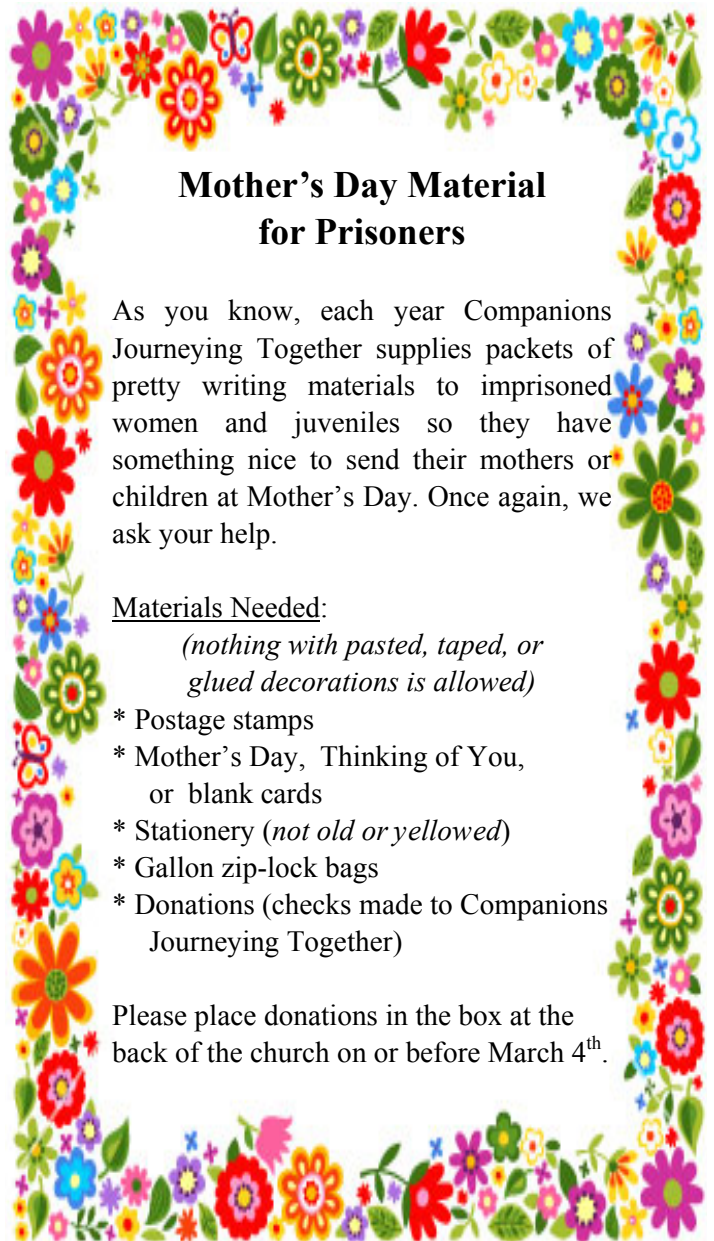 Mother’s Day Material
for Prisoners
As you know, each year Companions
Journeying Together supplies packets of
pretty writing materials to imprisoned
women and juveniles so they have
something nice to send their mothers or
children at Mother’s Day. Once again, we
ask your help.
Materials Needed:
(nothing with pasted, taped, or
glued decorations is allowed)
* Postage stamps
* Mother’s Day, Thinking of You,
or blank cards
* Stationery (not old or yellowed)
* Gallon zip-lock bags
* Donations (checks made to Companions
Journeying Together)
Please place donations in the box at the
back of the church on or before March 4th.